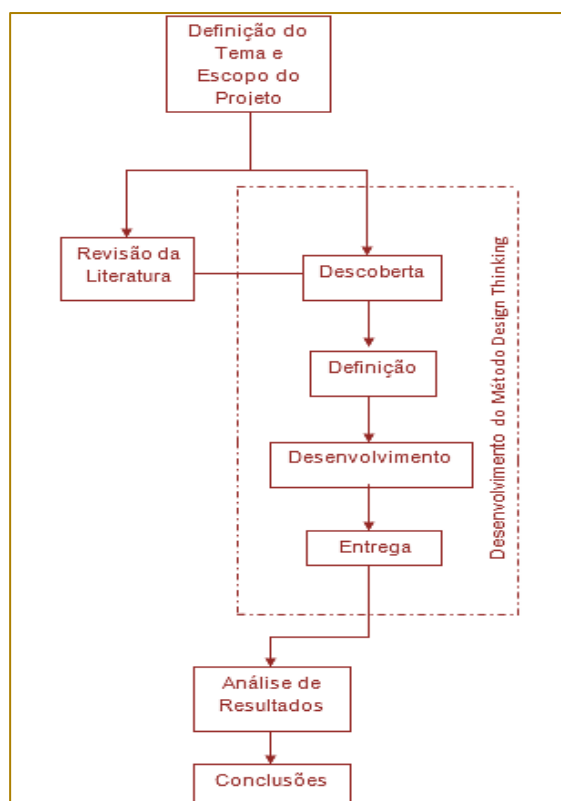 Definição do
Tema e
Escopo do
Projeto
Revisão da
Literatura
Descoberta
Definição
Desenvolvimento
Entrega
Desenvolvimento do Método Design Thinking
Análise de
Resultados
Conclusões